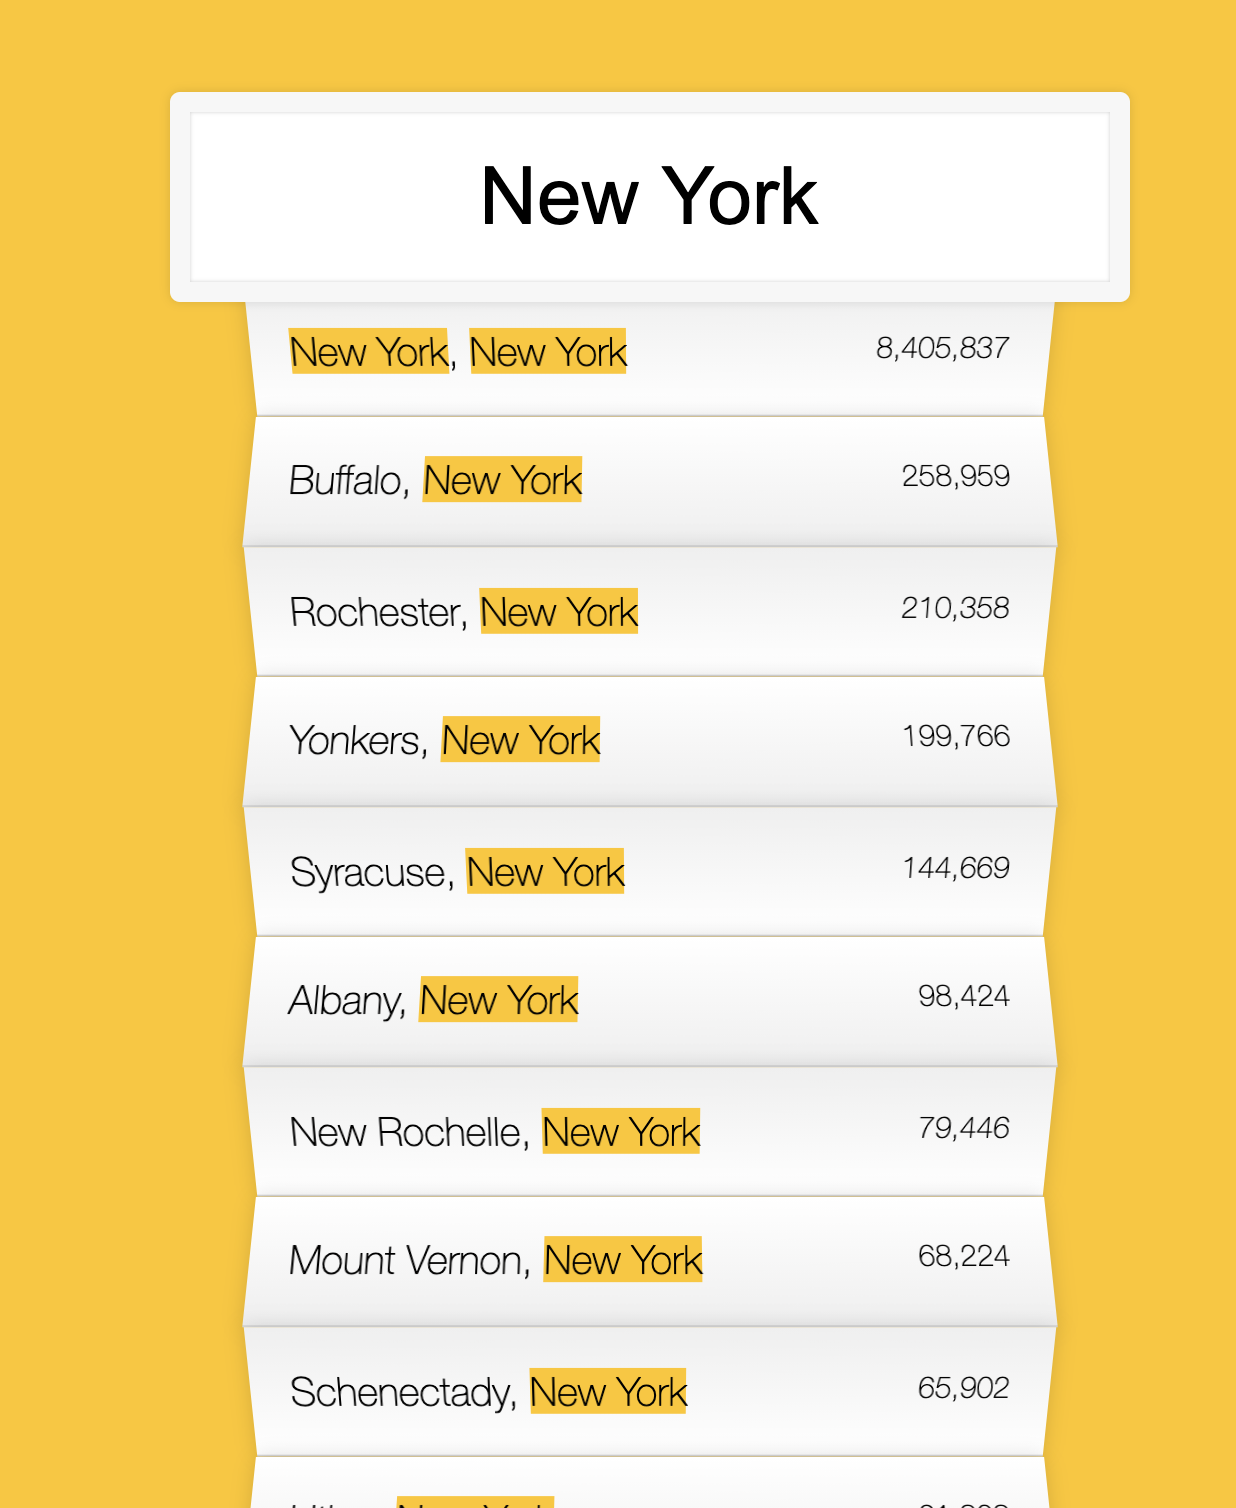 New York
New York, New York 8,405,837
Buffalo, New York 258,959
Rochester, New York 210,358
Yonkers, New York 199,766
Syracuse, New York 144,669
Albany, New York 98,424
New Rochelle, New York 79,446
Mount Vernon, New York 68,224
Schenectady, New York 65,902
New York